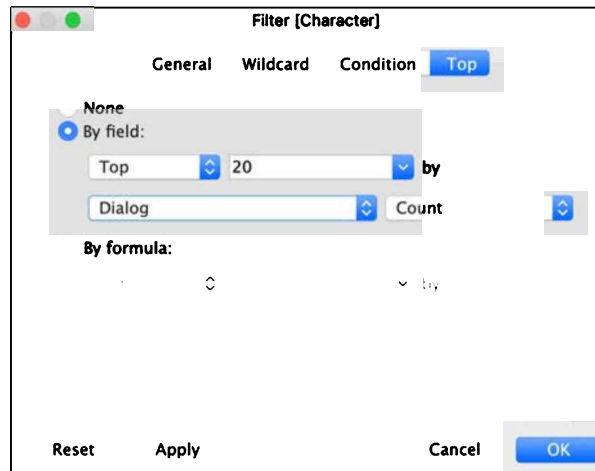 Filter [Character]
General Wildcard Condition Top
None
By field:
Top 20 by
Dialog Count
By formula:
by
Reset Apply Cancel OK